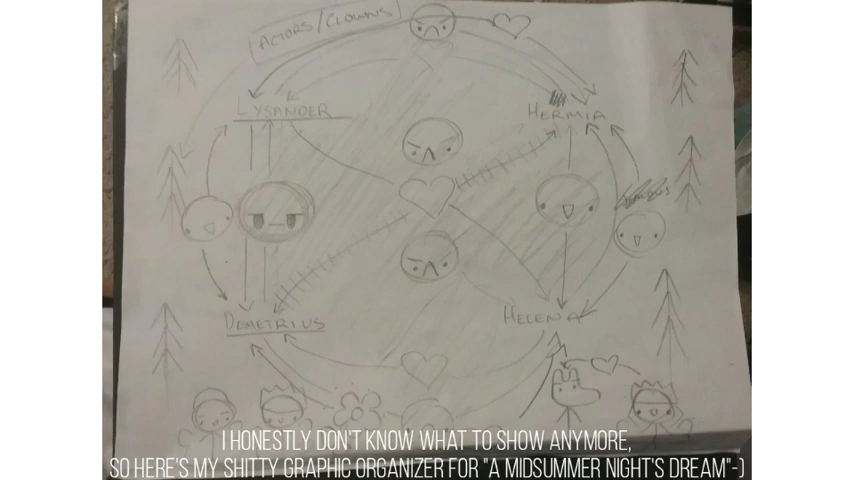 ACTORS/CLOWNS
LYSANDER
HERMIA
DEMETRIUS
HELENA
I HONESTLY DON'T KNOW WHAT TO SHOW ANYMORE,
SO HERE'S MY SHITTY GRAPHIC ORGANIZER FOR "A MIDSUMMER NIGHT'S DREAM"-)